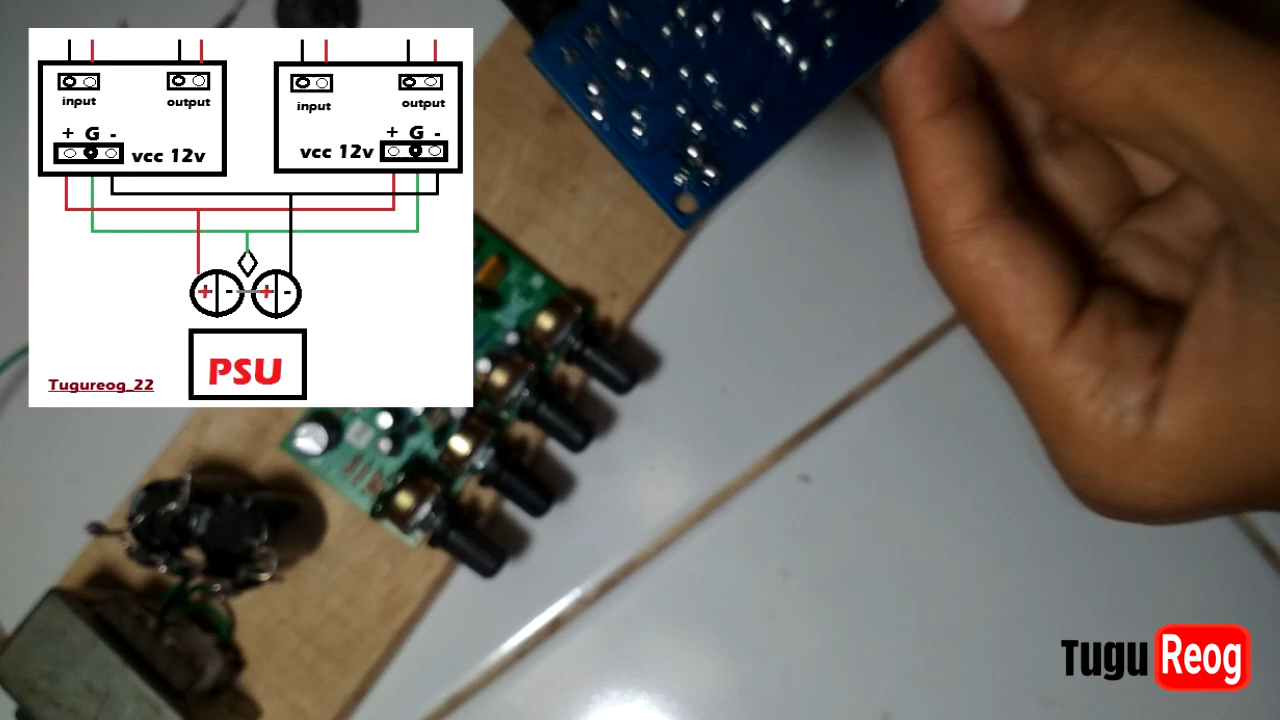 input output input output
+ G - + G -
vcc 12v vcc 12v
+ - + -
PSU
Tugureog_22
Tugu Reog